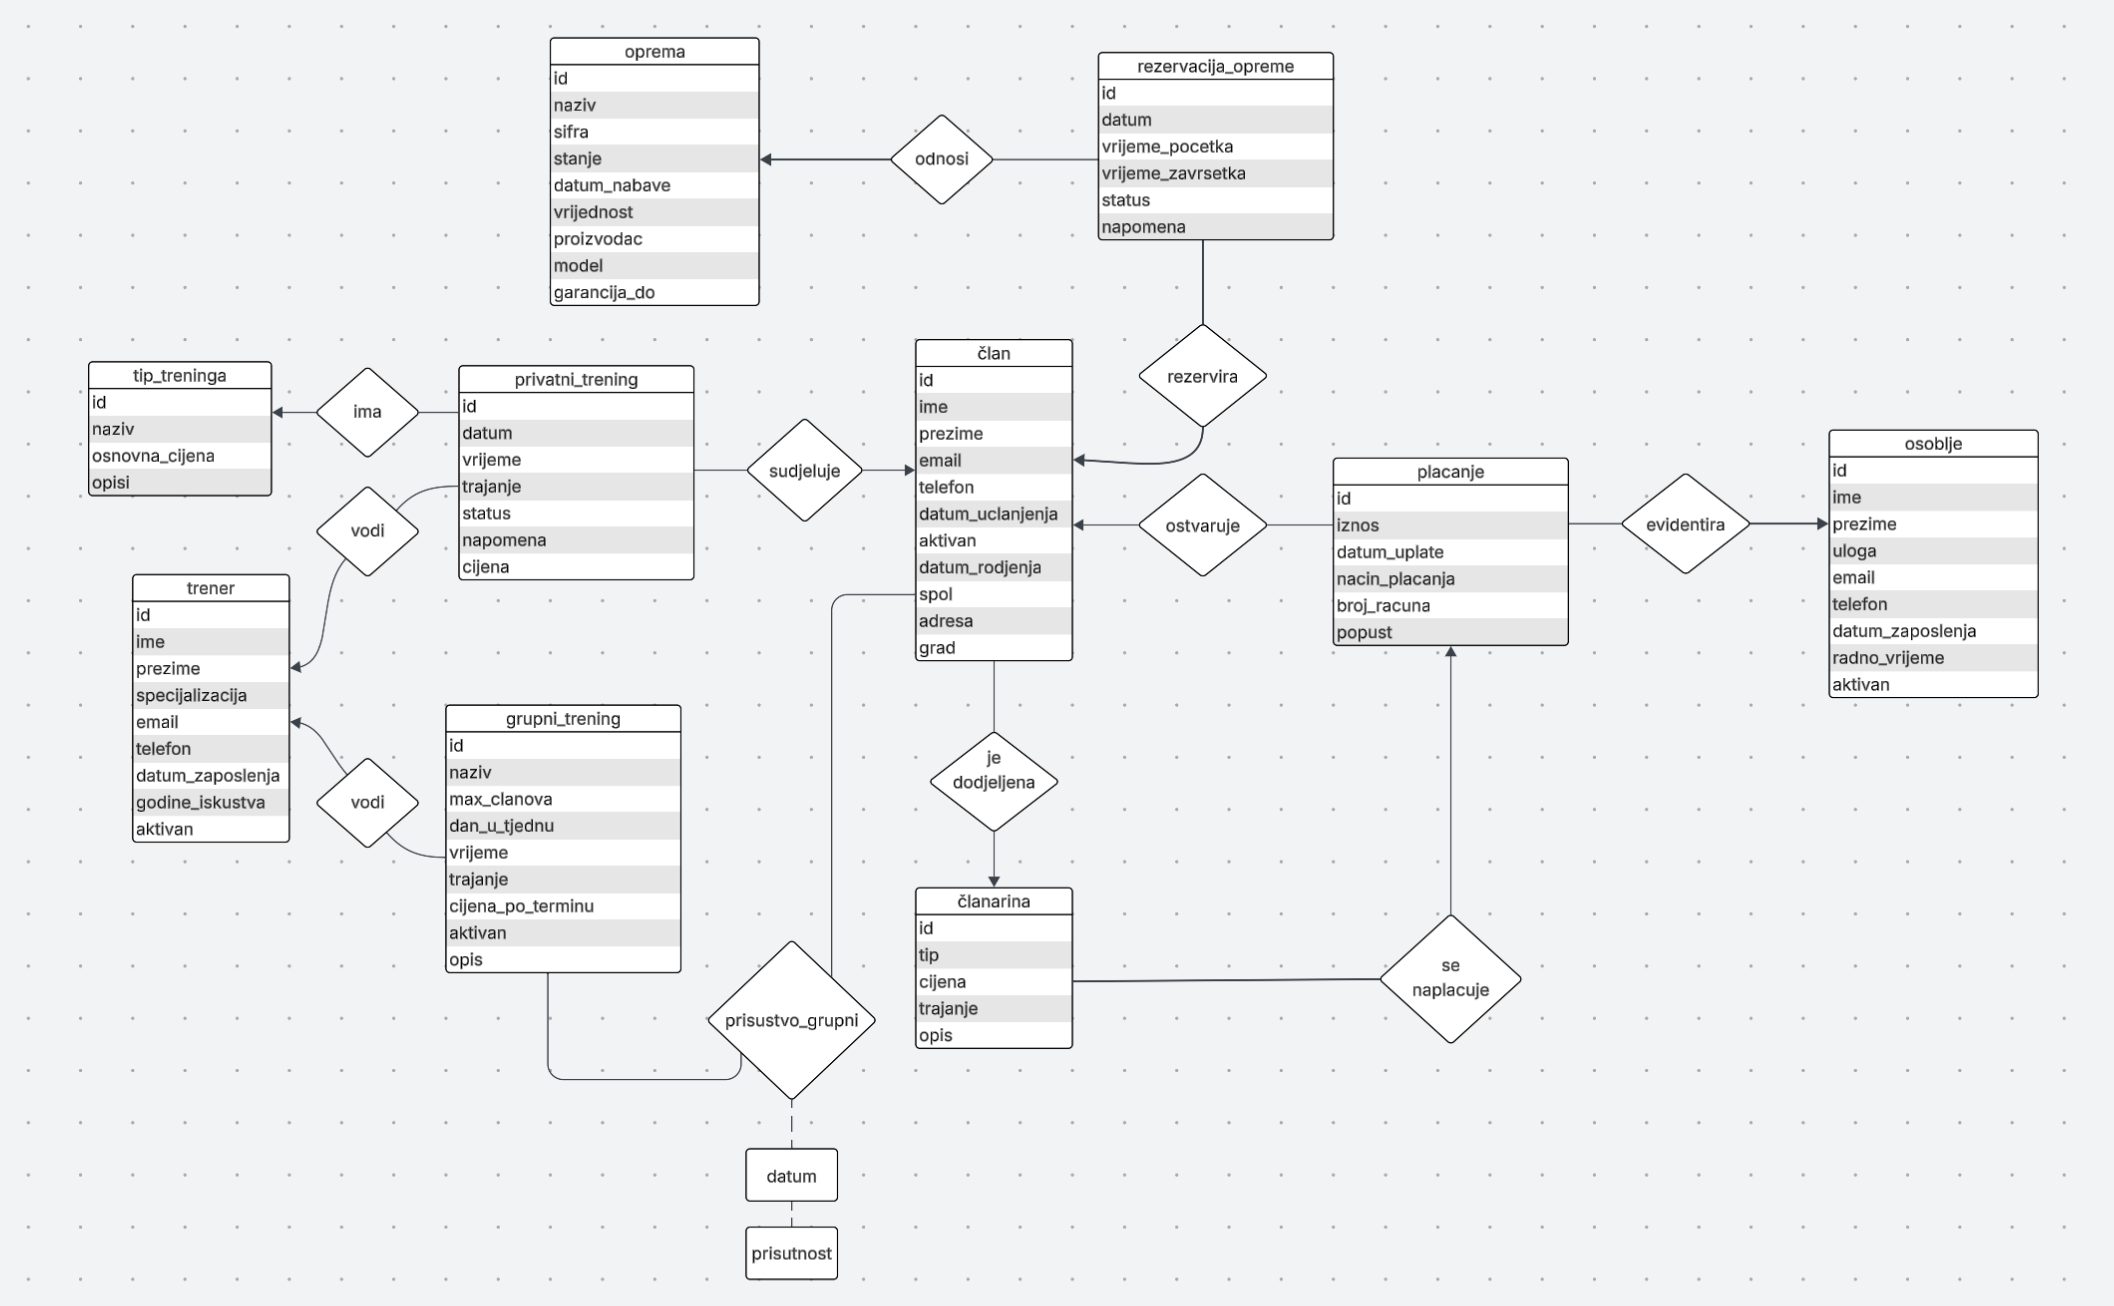 oprema
id
naziv
sifra
stanje
datum_nabave
vrijednost
proizvodac
model
garancija_do
odnosi
rezervacija_opreme
id
datum
vrijeme_pocetka
vrijeme_zavrsetka
status
napomena
rezervira
tip_treninga
id
naziv
osnovna_cijena
opisi
ima
privatni_trening
id
datum
vrijeme
trajanje
status
napomena
cijena
sudjeluje
član
id
ime
prezime
email
telefon
datum_uclanjenja
aktivan
datum_rodjenja
spol
adresa
grad
ostvaruje
placanje
id
iznos
datum_uplate
nacin_placanja
broj_racuna
popust
evidentira
osoblje
id
ime
prezime
uloga
email
telefon
datum_zaposlenja
radno_vrijeme
aktivan
vodi
trener
id
ime
prezime
specijalizacija
email
telefon
datum_zaposlenja
godine_iskustva
aktivan
vodi
grupni_trening
id
naziv
max_clanova
dan_u_tjednu
vrijeme
trajanje
cijena_po_terminu
aktivan
opis
je
dodjeljena
članarina
id
tip
cijena
trajanje
opis
se
naplacuje
prisustvo_grupni
datum
prisutnost